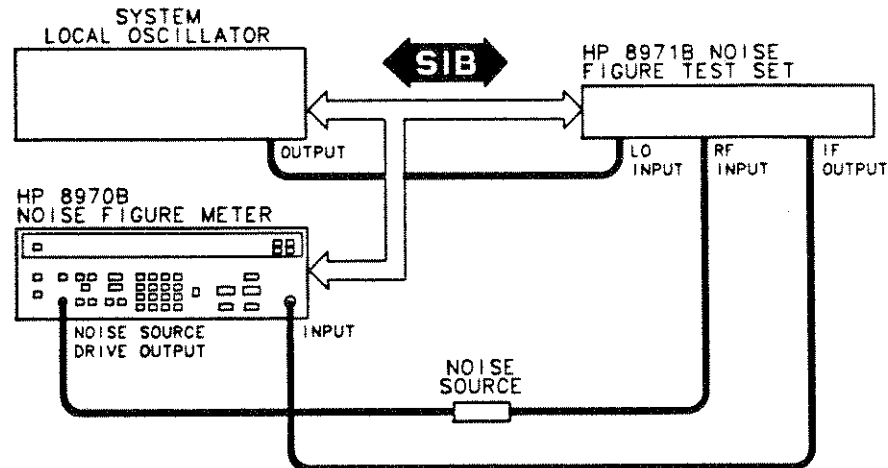 SYSTEM
LOCAL OSCILLATOR
SIB
HP 8971B NOISE
FIGURE TEST SET
OUTPUT
LO
INPUT
RF
INPUT
IF
OUTPUT
HP 8970B
NOISE FIGURE METER
NOISE SOURCE
DRIVE OUTPUT
INPUT
NOISE
SOURCE